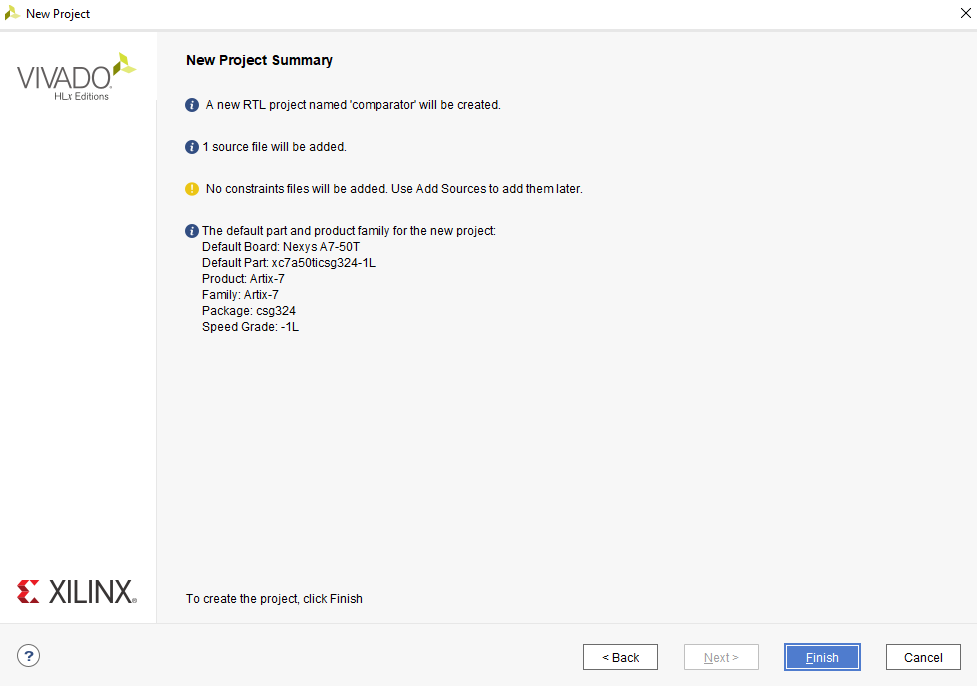 New Project
VIVADO
HLx Editions
New Project Summary
A new RTL project named 'comparator' will be created.
1 source file will be added.
No constraints files will be added. Use Add Sources to add them later.
The default part and product family for the new project:
Default Board: Nexys A7-50T
Default Part: xc7a50ticsg324-1L
Product: Artix-7
Family: Artix-7
Package: csg324
Speed Grade: -1L
XILINX®
To create the project, click Finish
? < Back Next > Finish Cancel